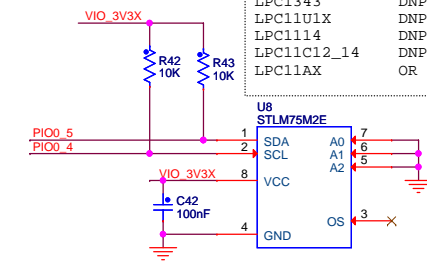 VIO_3V3X
LPC1343 DNP
LPC11U1X DNP
LPC1114 DNP
LPC11C12_14 DNP
LPC11AX OR
R42
10K
R43
10K
U8
STLM75M2E
PIO0_5
PIO0_4
1 SDA A0 7
2 SCL A1 6
A2 5
VIO_3V3X 8 VCC
C42
100nF
OS 3
4 GND